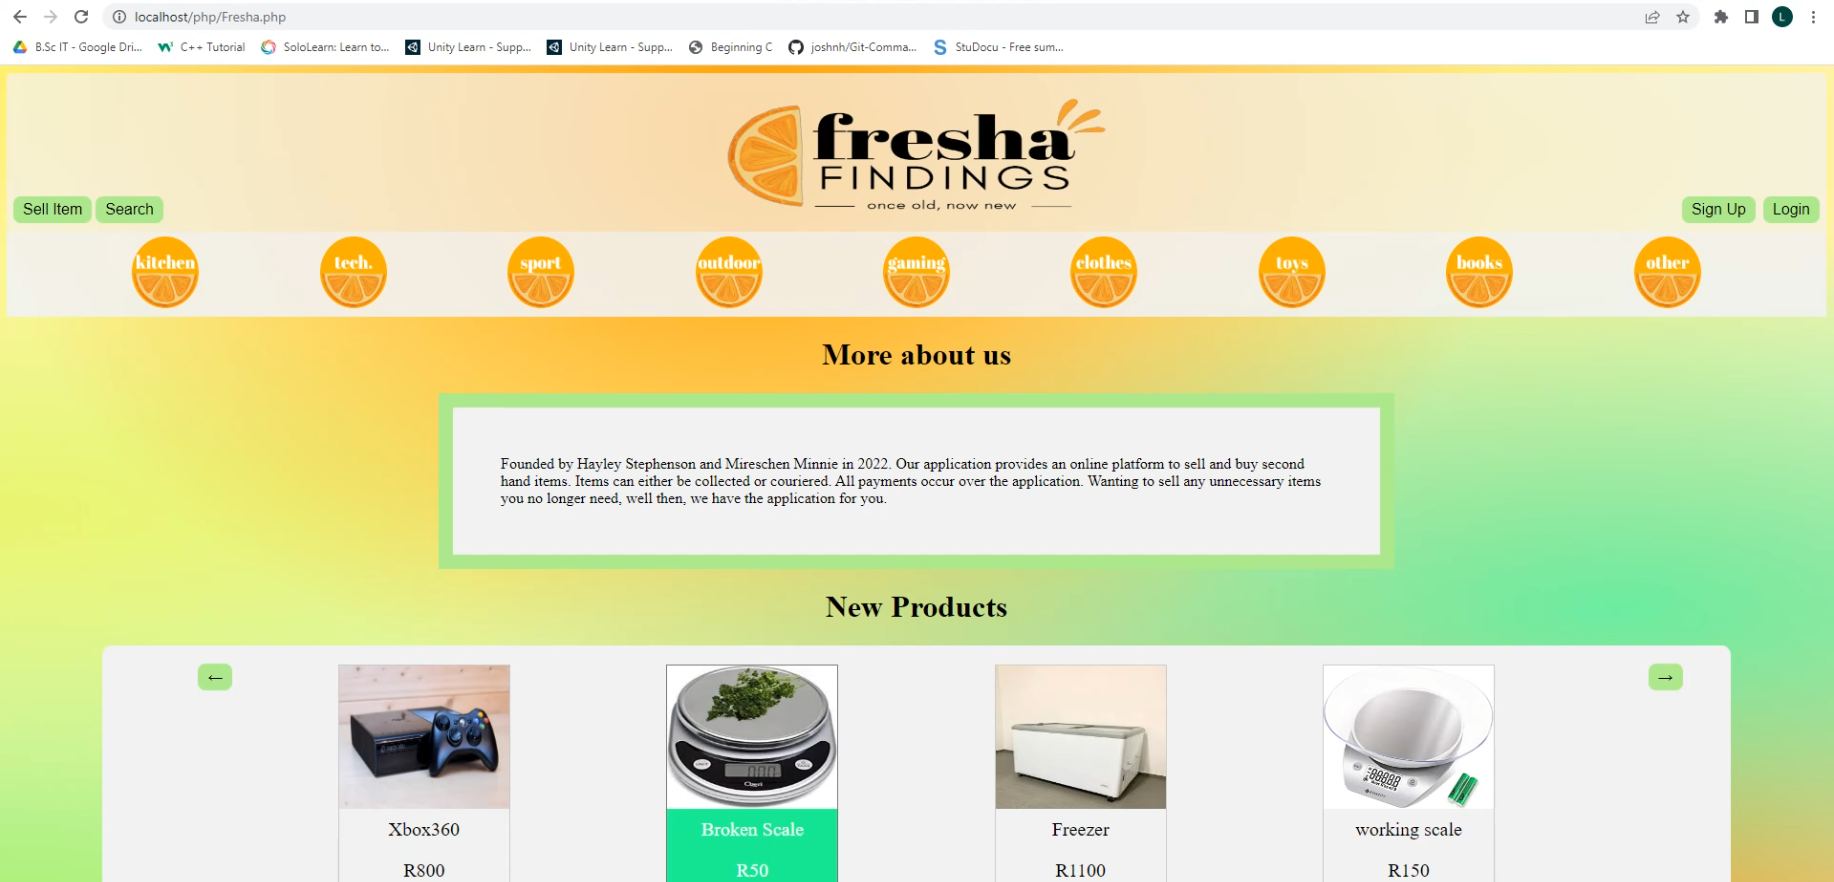 localhost/php/Fresha.php
L
B.Sc IT - Google Dri...
C++ Tutorial
SoloLearn: Learn to...
Unity Learn - Supp...
Unity Learn - Supp...
Beginning C
joshnh/Git-Comma...
StuDocu - Free sum...
fresha
FINDINGS
once old, now new
Sell Item
Search
Sign Up
Login
kitchen
tech.
sport
outdoor
gaming
clothes
toys
books
other
More about us
Founded by Hayley Stephenson and Mireschen Minnie in 2022. Our application provides an online platform to sell and buy second
hand items. Items can either be collected or couriered. All payments occur over the application. Wanting to sell any unnecessary items
you no longer need, well then, we have the application for you.
New Products
←
→
Xbox360
Broken Scale
Freezer
working scale
R800
R50
R1100
R150